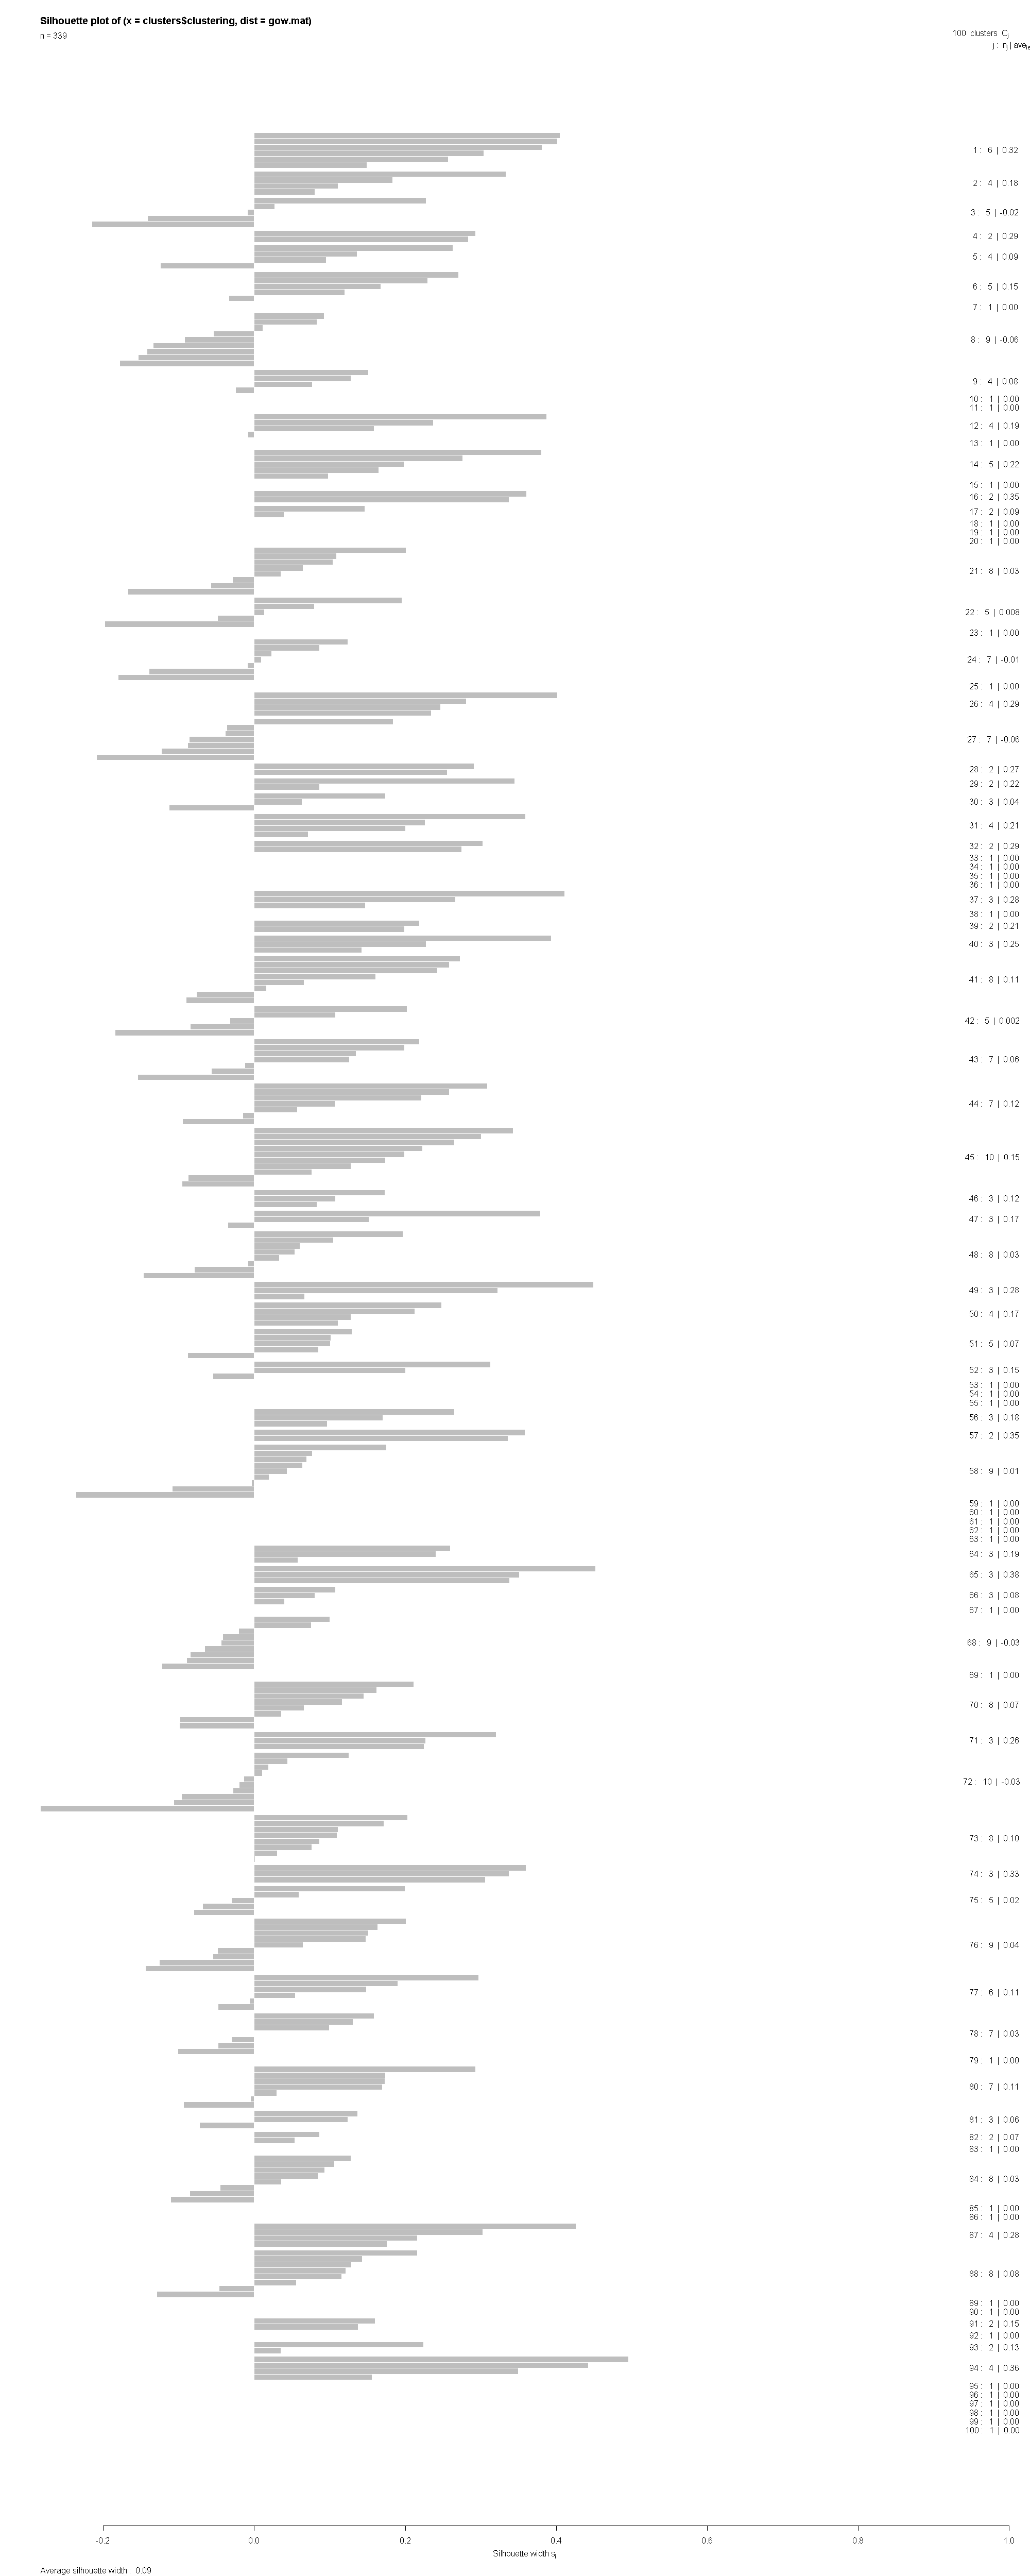 Silhouette plot of (x = clusters$clustering, dist = gow.mat)
n = 339
100 clusters Cj
j : nj | ave
1 : 6 | 0.32
2 : 4 | 0.18
3 : 5 | -0.02
4 : 2 | 0.29
5 : 4 | 0.09
6 : 5 | 0.15
7 : 1 | 0.00
8 : 9 | -0.06
9 : 4 | 0.08
10 : 1 | 0.00
11 : 1 | 0.00
12 : 4 | 0.19
13 : 1 | 0.00
14 : 5 | 0.22
15 : 1 | 0.00
16 : 2 | 0.35
17 : 2 | 0.09
18 : 1 | 0.00
19 : 1 | 0.00
20 : 1 | 0.00
21 : 8 | 0.03
22 : 5 | 0.008
23 : 1 | 0.00
24 : 7 | -0.01
25 : 1 | 0.00
26 : 4 | 0.29
27 : 7 | -0.06
28 : 2 | 0.27
29 : 2 | 0.22
30 : 3 | 0.04
31 : 4 | 0.21
32 : 2 | 0.29
33 : 1 | 0.00
34 : 1 | 0.00
35 : 1 | 0.00
36 : 1 | 0.00
37 : 3 | 0.28
38 : 1 | 0.00
39 : 2 | 0.21
40 : 3 | 0.25
41 : 8 | 0.11
42 : 5 | 0.002
43 : 7 | 0.06
44 : 7 | 0.12
45 : 10 | 0.15
46 : 3 | 0.12
47 : 3 | 0.17
48 : 8 | 0.03
49 : 3 | 0.28
50 : 4 | 0.17
51 : 5 | 0.07
52 : 3 | 0.15
53 : 1 | 0.00
54 : 1 | 0.00
55 : 1 | 0.00
56 : 3 | 0.18
57 : 2 | 0.35
58 : 9 | 0.01
59 : 1 | 0.00
60 : 1 | 0.00
61 : 1 | 0.00
62 : 1 | 0.00
63 : 1 | 0.00
64 : 3 | 0.19
65 : 3 | 0.38
66 : 3 | 0.08
67 : 1 | 0.00
68 : 9 | -0.03
69 : 1 | 0.00
70 : 8 | 0.07
71 : 3 | 0.26
72 : 10 | -0.03
73 : 8 | 0.10
74 : 3 | 0.33
75 : 5 | 0.02
76 : 9 | 0.04
77 : 6 | 0.11
78 : 7 | 0.03
79 : 1 | 0.00
80 : 7 | 0.11
81 : 3 | 0.06
82 : 2 | 0.07
83 : 1 | 0.00
84 : 8 | 0.03
85 : 1 | 0.00
86 : 1 | 0.00
87 : 4 | 0.28
88 : 8 | 0.08
89 : 1 | 0.00
90 : 1 | 0.00
91 : 2 | 0.15
92 : 1 | 0.00
93 : 2 | 0.13
94 : 4 | 0.36
95 : 1 | 0.00
96 : 1 | 0.00
97 : 1 | 0.00
98 : 1 | 0.00
99 : 1 | 0.00
100 : 1 | 0.00
-0.2 0.0 0.2 0.4 0.6 0.8 1.0
Silhouette width si
Average silhouette width : 0.09